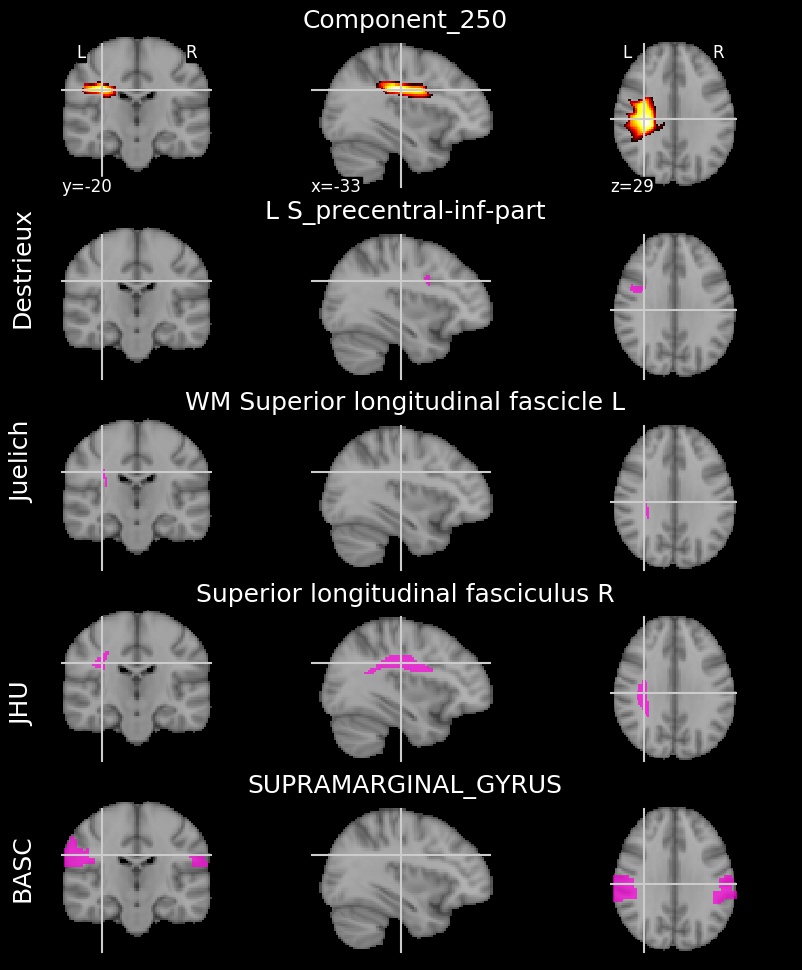 Component_250
L R
L R
y=-20
x=-33
z=29
Destrieux
L S_precentral-inf-part
Juelich
WM Superior longitudinal fascicle L
JHU
Superior longitudinal fasciculus R
BASC
SUPRAMARGINAL_GYRUS